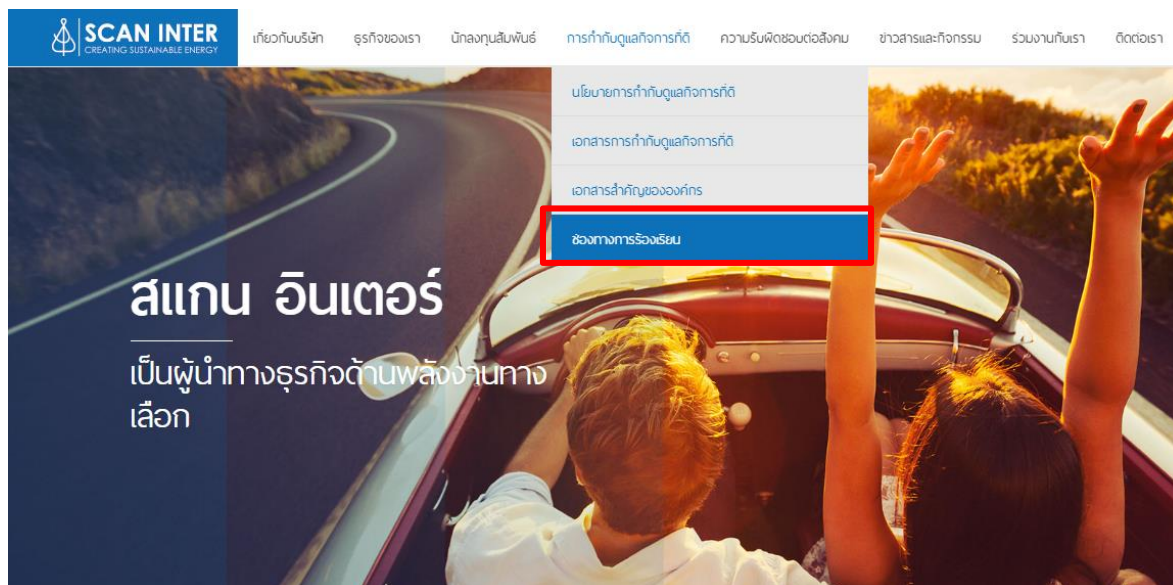 SCAN INTER
CREATING SUSTAINABLE ENERGY
เกี่ยวกับบริษัท ธุรกิจของเรา นักลงทุนสัมพันธ์ การกำกับดูแลกิจการที่ดี ความรับผิดชอบต่อสังคม ข่าวสารและกิจกรรม ร่วมงานกับเรา ติดต่อเรา
นโยบายการกำกับดูแลกิจการที่ดี
เอกสารการกำกับดูแลกิจการที่ดี
เอกสารสำคัญขององค์กร
ช่องทางการร้องเรียน
สแกน อินเตอร์
เป็นผู้นำทางธุรกิจด้านพลังงานทาง
เลือก